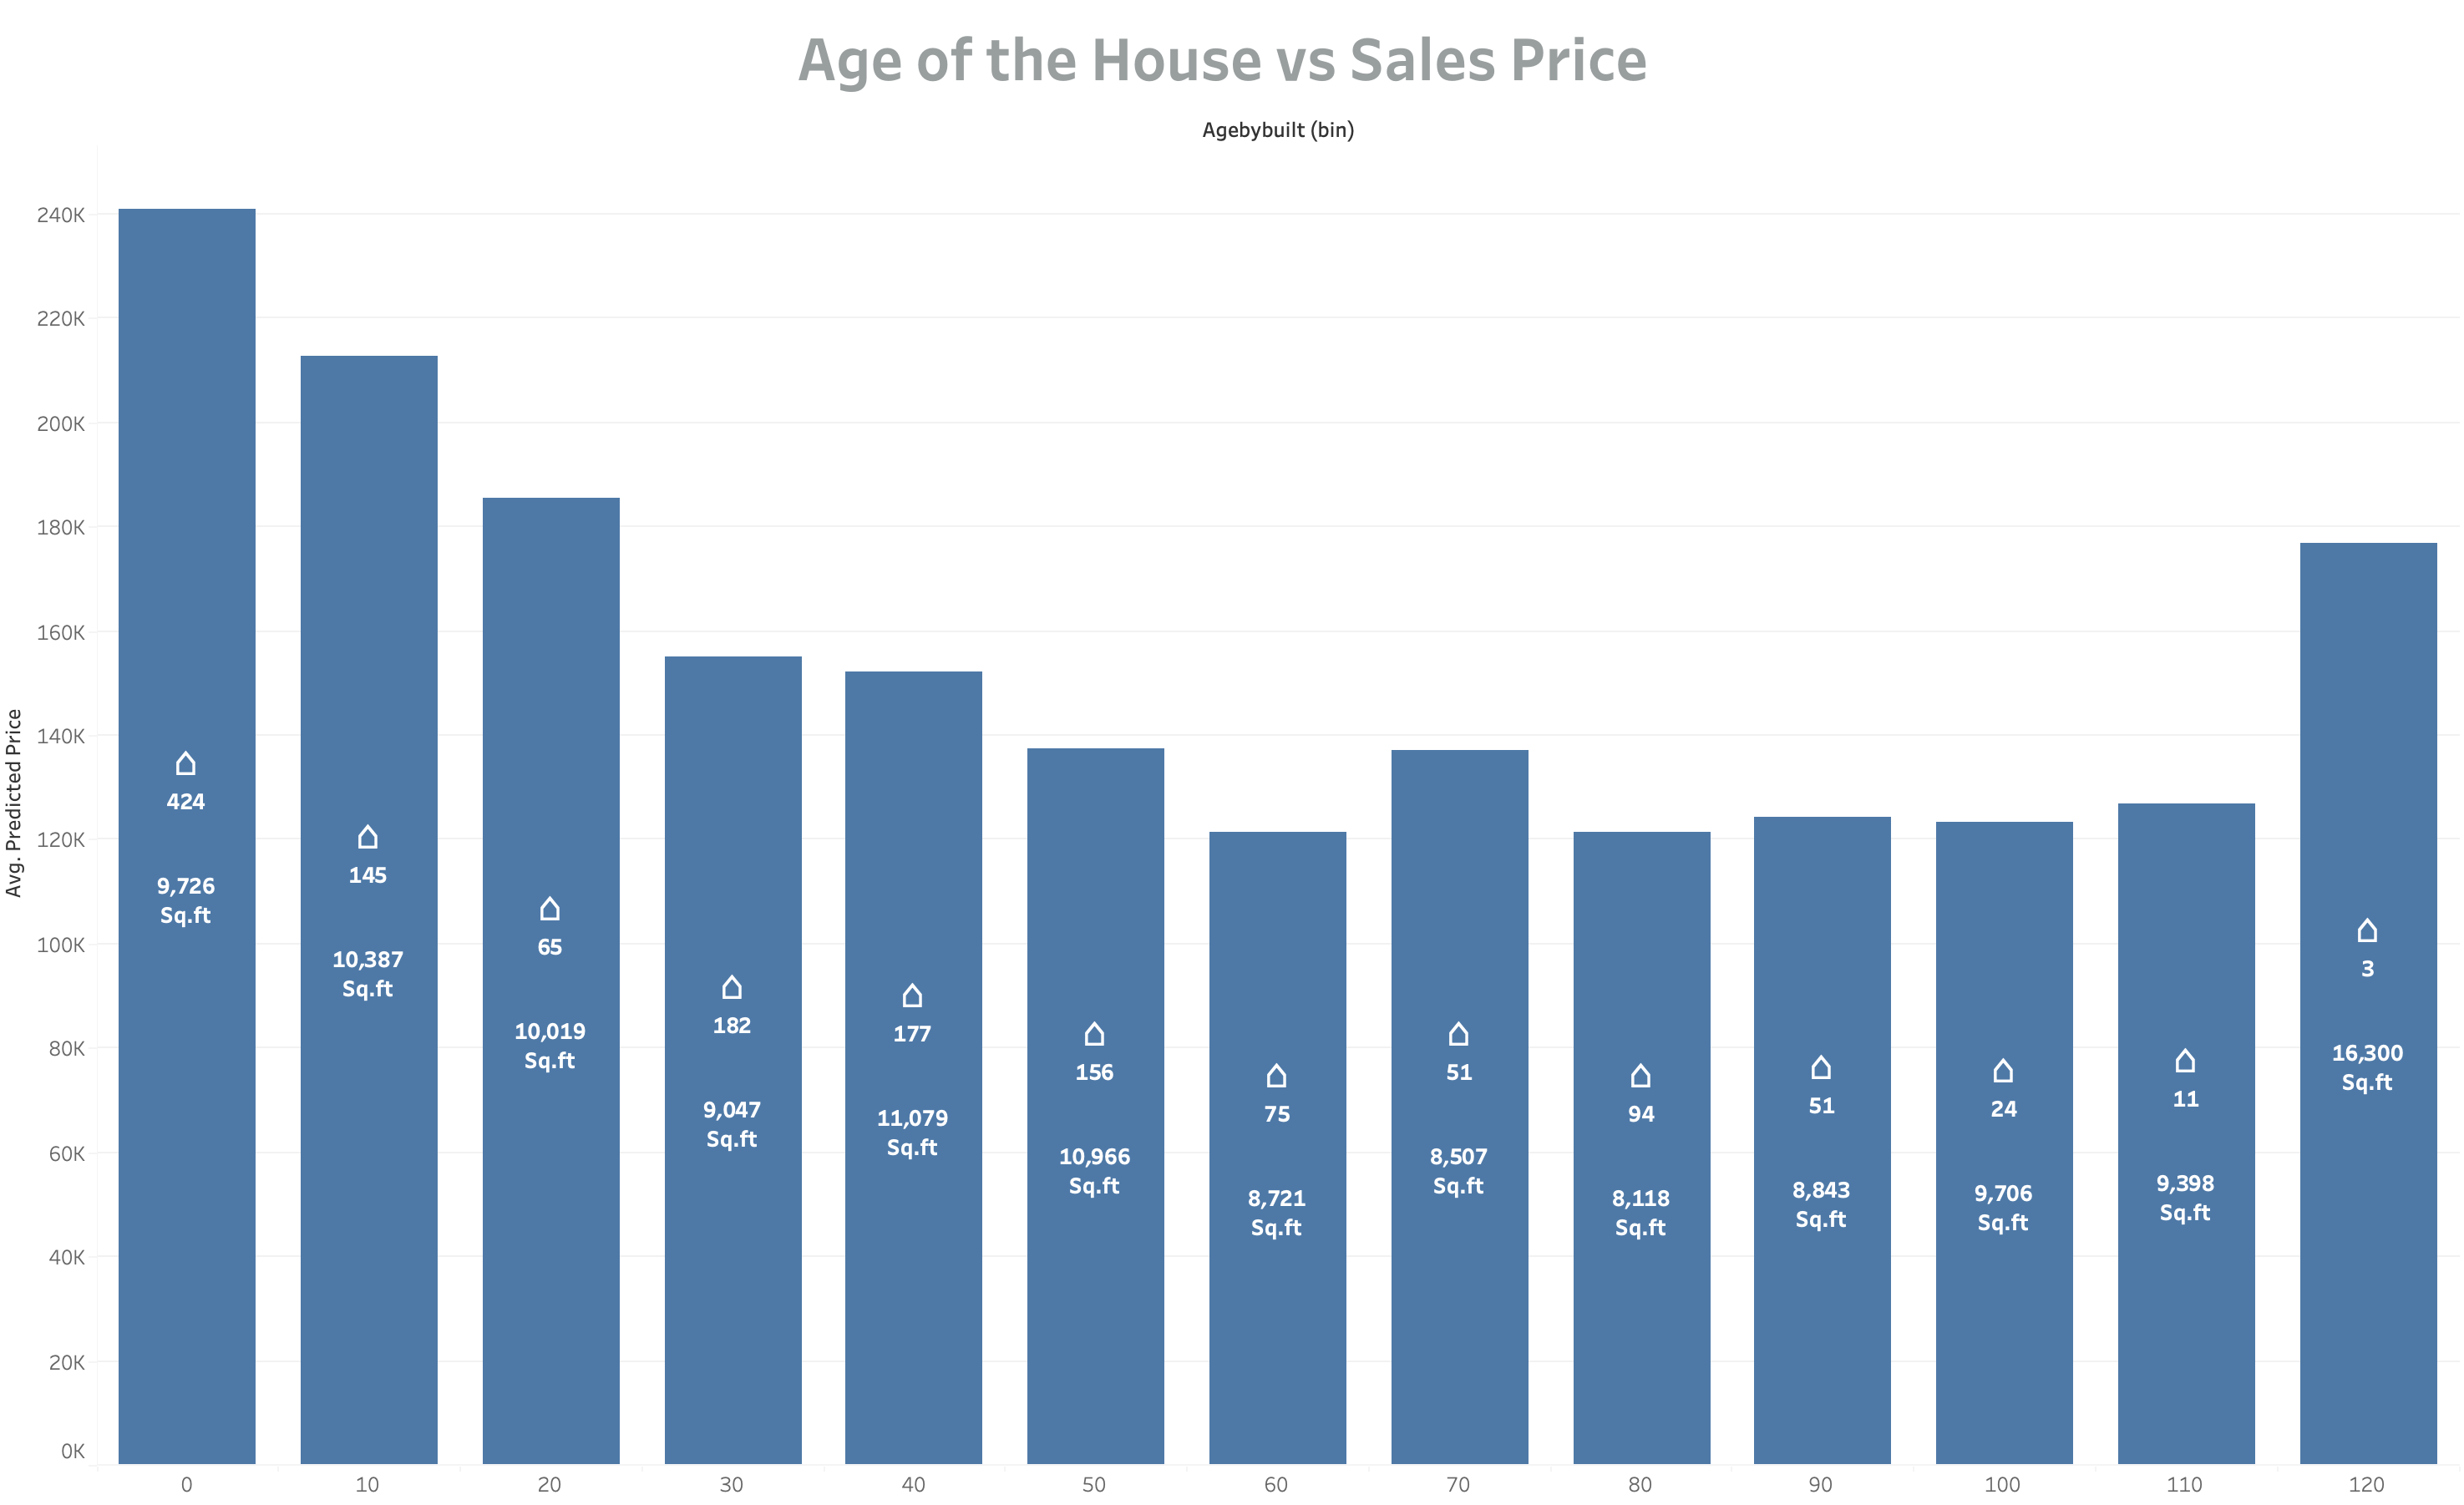 Age of the House vs Sales Price
Agebybuilt (bin)
Avg. Predicted Price
240K
220K
200K
180K
160K
140K
120K
100K
80K
60K
40K
20K
0K
424
9,726
Sq.ft
145
10,387
Sq.ft
65
10,019
Sq.ft
182
9,047
Sq.ft
177
11,079
Sq.ft
156
10,966
Sq.ft
75
8,721
Sq.ft
51
8,507
Sq.ft
94
8,118
Sq.ft
51
8,843
Sq.ft
24
9,706
Sq.ft
11
9,398
Sq.ft
3
16,300
Sq.ft
0 10 20 30 40 50 60 70 80 90 100 110 120